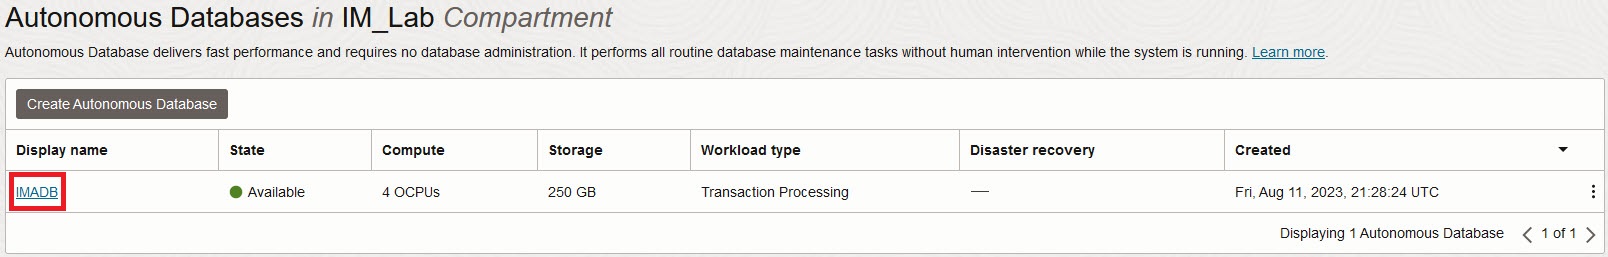 Autonomous Databases in IM_Lab Compartment
Autonomous Database delivers fast performance and requires no database administration. It performs all routine database maintenance tasks without human intervention while the system is running. Learn more.
Create Autonomous Database
Display name State Compute Storage Workload type Disaster recovery Created
IMADB Available 4 OCPUs 250 GB Transaction Processing — Fri, Aug 11, 2023, 21:28:24 UTC
Displaying 1 Autonomous Database 1 of 1